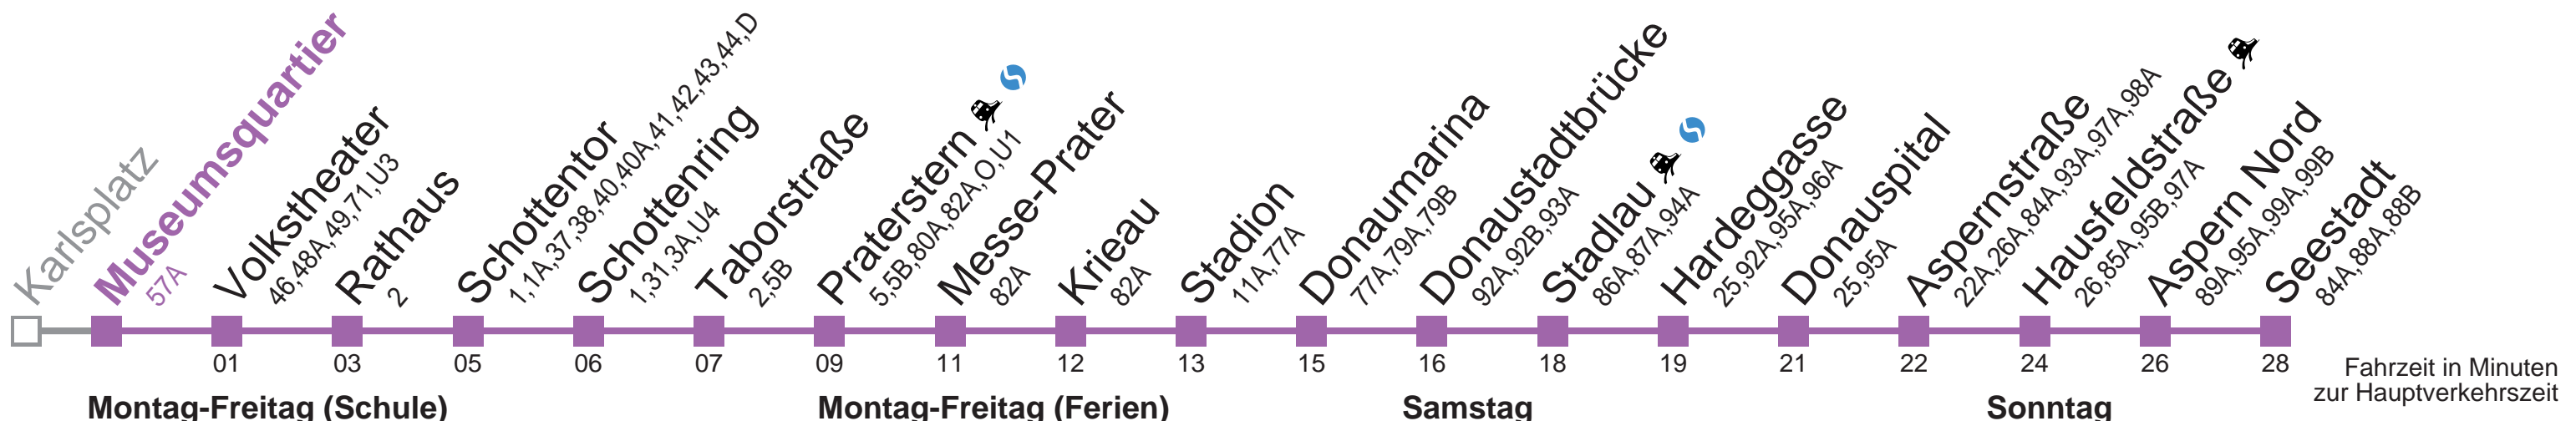 Karlsplatz
Museumsquartier
57A
Volkstheater
46,48A,49,71,U3
Rathaus
2
Schottentor
1,1A,37,38,40,40A,41,42,43,44,D
Schottenring
1,31,3A,U4
Taborstraße
2,5B
Praterstern
5,5B,80A,82A,O,U1
Messe-Prater
82A
Krieau
82A
Stadion
11A,77A
Donaumarina
77A,79A,79B
Donaustadtbrücke
92A,92B,93A
Stadlau
86A,87A,94A
Hardeggasse
25,92A,95A,96A
Donauspital
25,95A
Aspernstraße
22A,26A,84A,93A,97A,98A
Hausfeldstraße
26,85A,95B,97A
Aspern Nord
89A,95A,99A,99B
Seestadt
84A,88A,88B
01 03 05 06 07 09 11 12 13 15 16 18 19 21 22 24 26 28
Fahrzeit in Minuten
zur Hauptverkehrszeit
Montag-Freitag (Schule) Montag-Freitag (Ferien) Samstag Sonntag